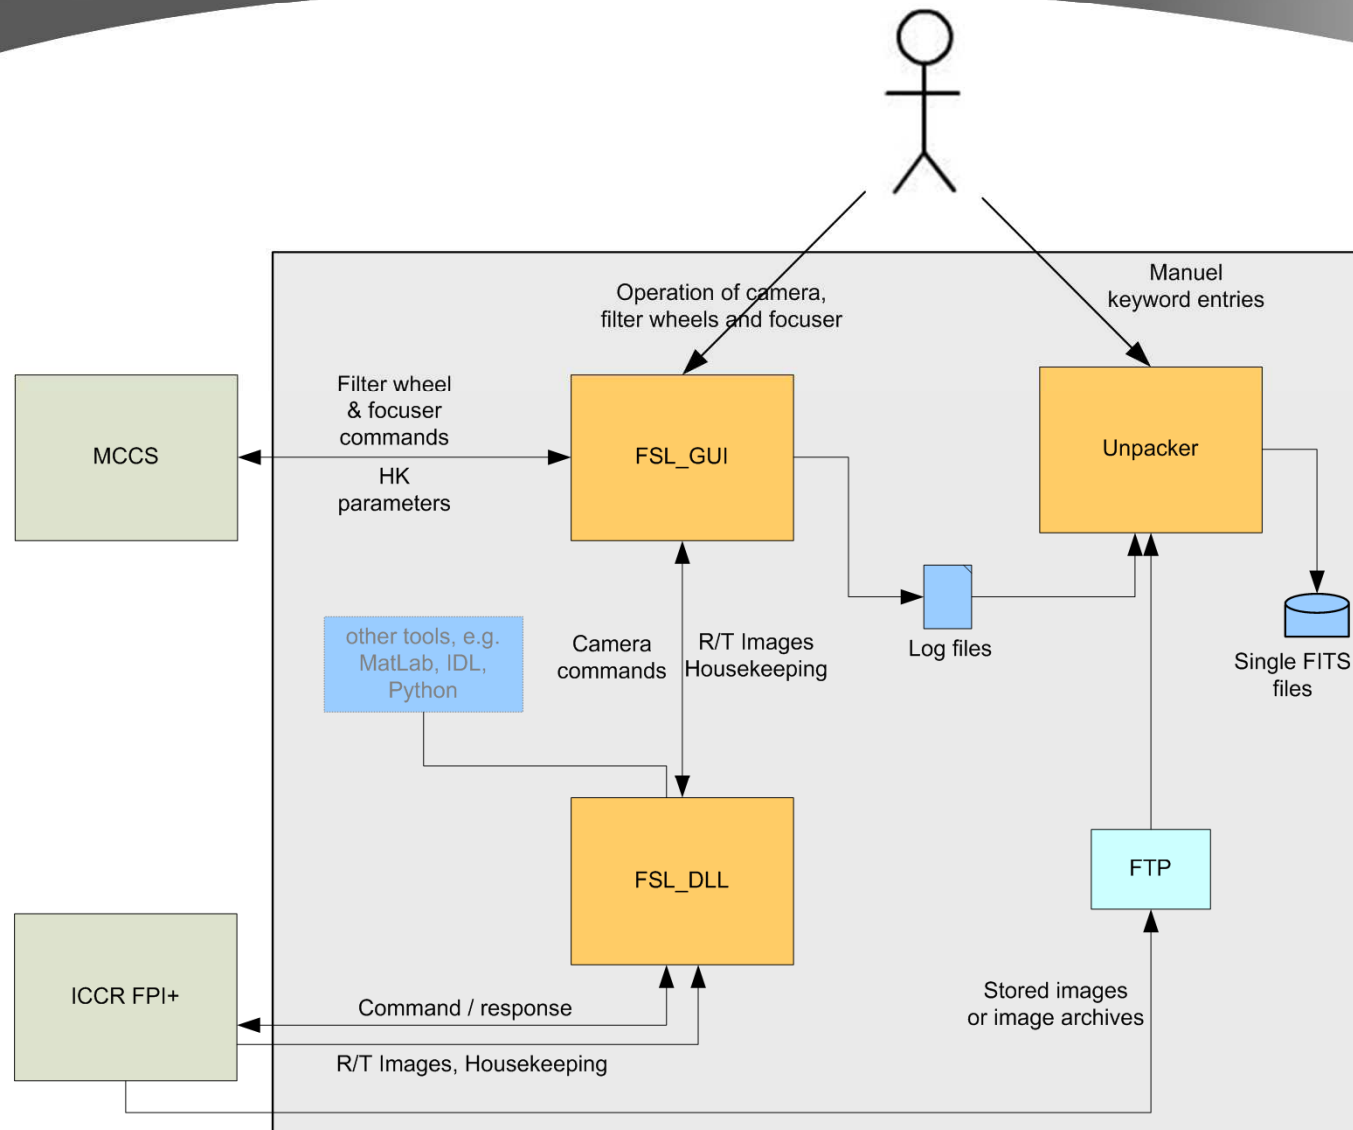 Operation of camera,
filter wheels and focuser
Manuel
keyword entries
MCCS
Filter wheel
& focuser
commands
HK
parameters
FSL_GUI
Unpacker
other tools, e.g.
MatLab, IDL,
Python
Camera
commands
R/T Images
Housekeeping
Log files
Single FITS
files
FSL_DLL
FTP
ICCR FPI+
Command / response
R/T Images, Housekeeping
Stored images
or image archives